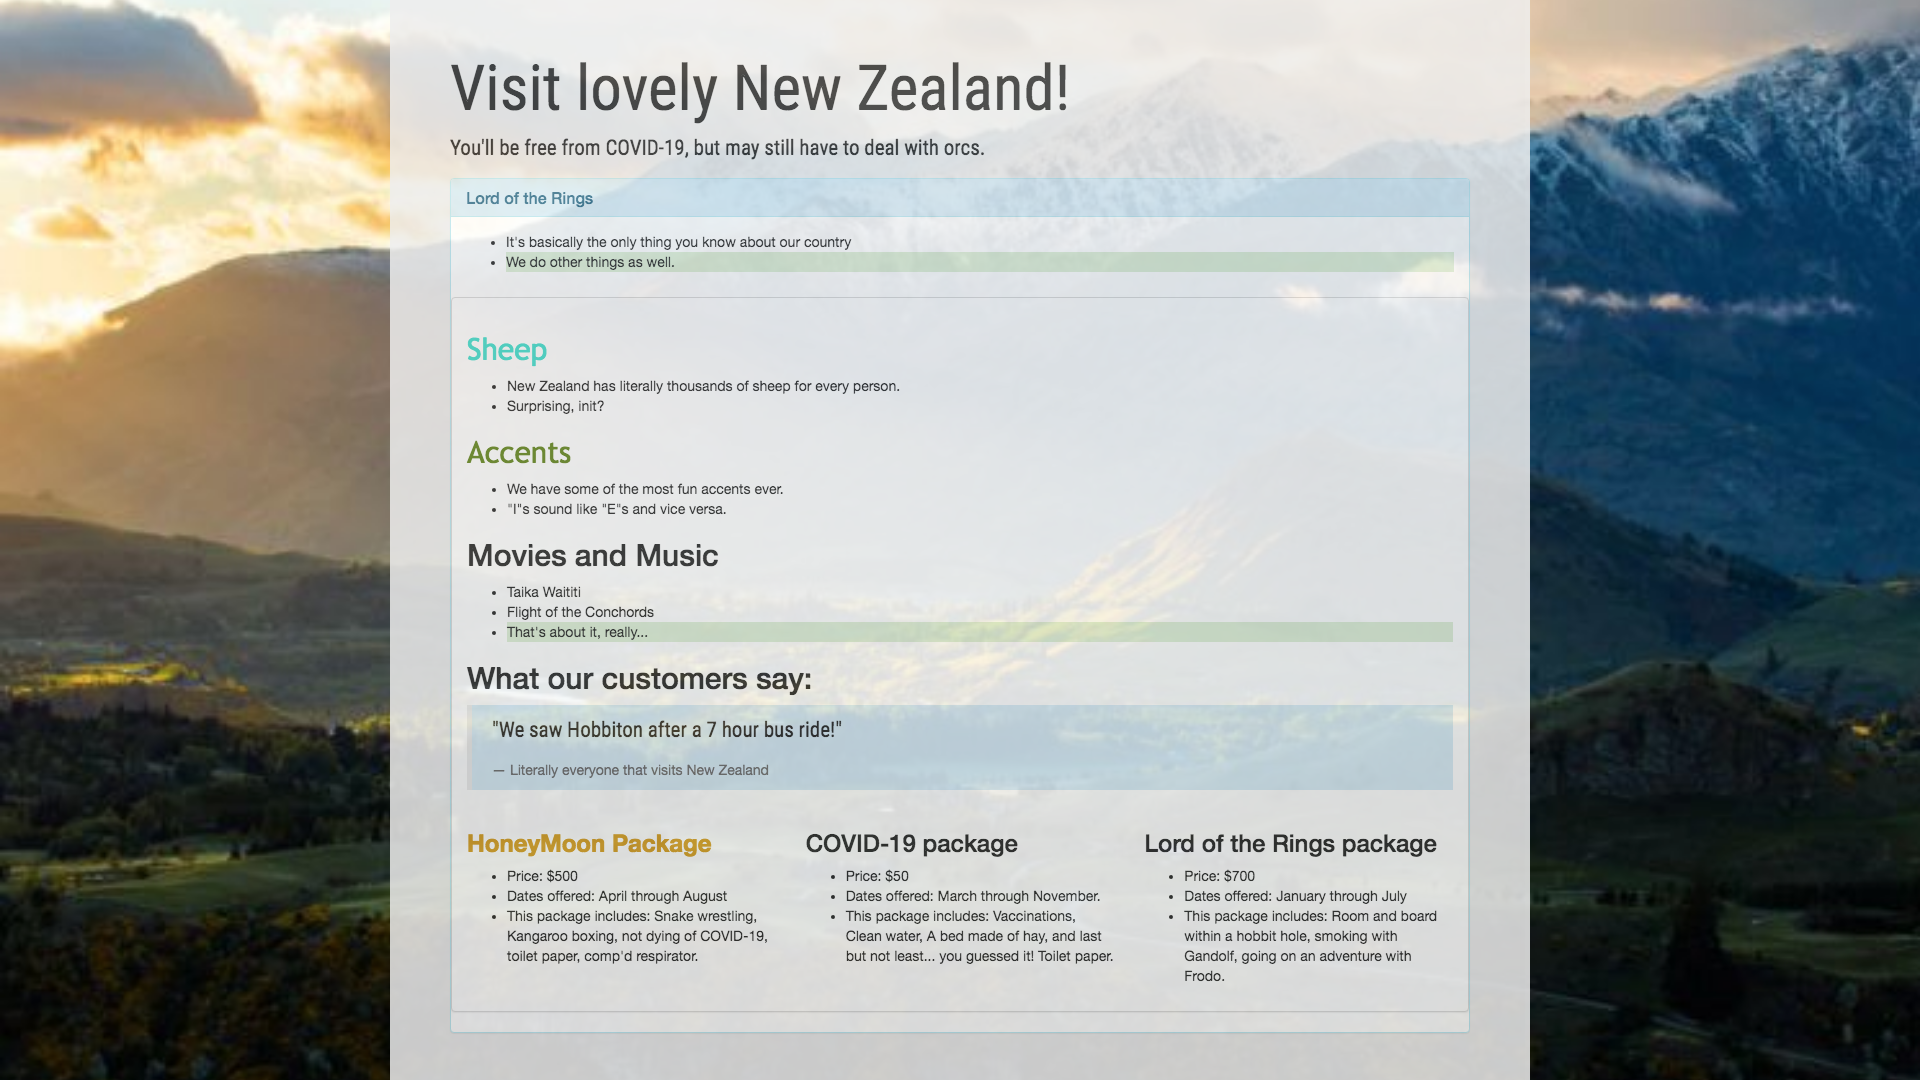 Visit lovely New Zealand!
You'll be free from COVID-19, but may still have to deal with orcs.
Lord of the Rings
It's basically the only thing you know about our country
We do other things as well.
Sheep
New Zealand has literally thousands of sheep for every person.
Surprising, init?
Accents
We have some of the most fun accents ever.
"I"s sound like "E"s and vice versa.
Movies and Music
Taika Waititi
Flight of the Conchords
That's about it, really...
What our customers say:
"We saw Hobbiton after a 7 hour bus ride!"
— Literally everyone that visits New Zealand
HoneyMoon Package
Price: $500
Dates offered: April through August
This package includes: Snake wrestling,
Kangaroo boxing, not dying of COVID-19,
toilet paper, comp'd respirator.
COVID-19 package
Price: $50
Dates offered: March through November.
This package includes: Vaccinations,
Clean water, A bed made of hay, and last
but not least... you guessed it! Toilet paper.
Lord of the Rings package
Price: $700
Dates offered: January through July
This package includes: Room and board
within a hobbit hole, smoking with
Gandolf, going on an adventure with
Frodo.